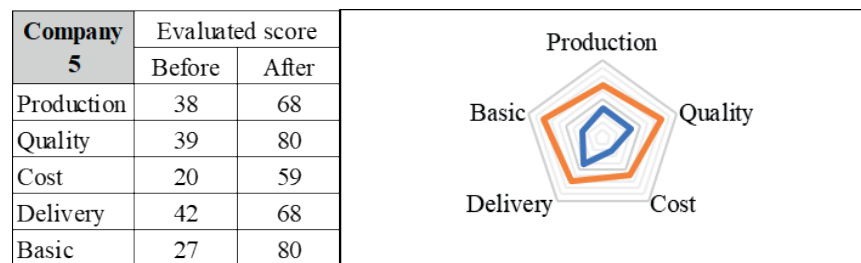 Company 5 Evaluated score
Before After
Production 38 68
Quality 39 80
Cost 20 59
Delivery 42 68
Basic 27 80
Production
Basic Quality
Delivery Cost